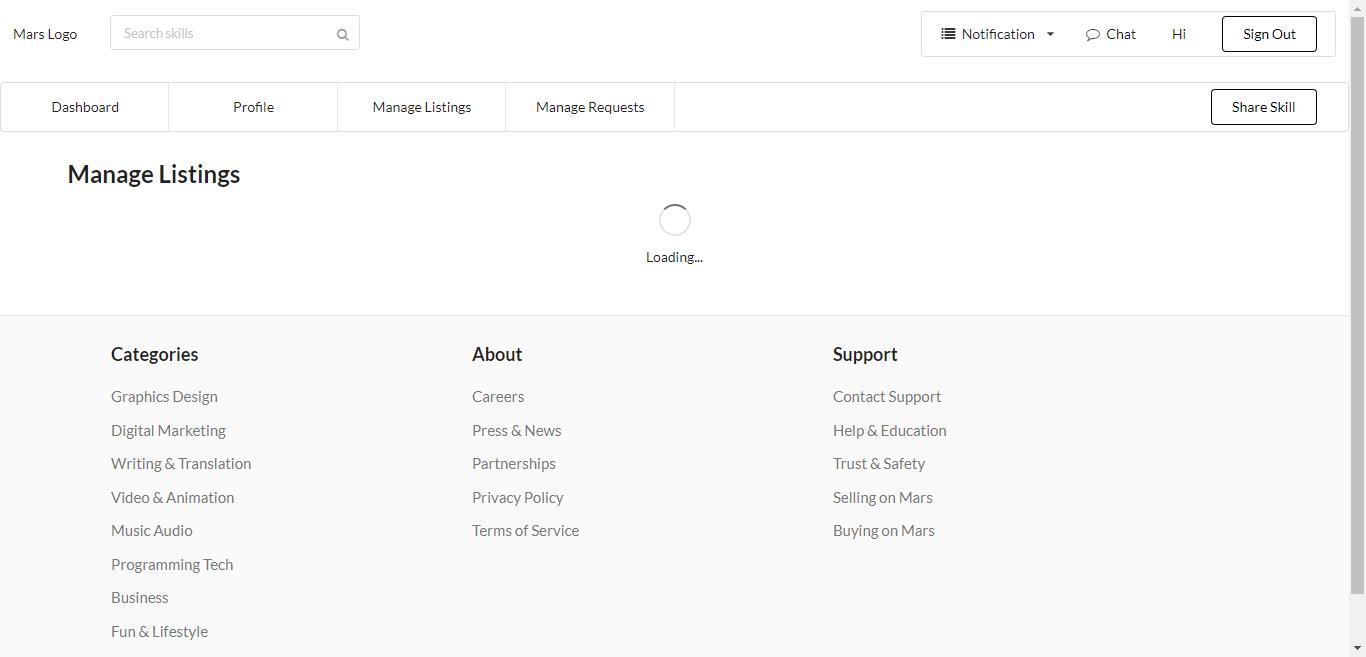 Mars Logo
Search skills
Notification
Chat
Hi
Sign Out
Dashboard
Profile
Manage Listings
Manage Requests
Share Skill
Manage Listings
Loading...
Categories
Graphics Design
Digital Marketing
Writing & Translation
Video & Animation
Music Audio
Programming Tech
Business
Fun & Lifestyle
About
Careers
Press & News
Partnerships
Privacy Policy
Terms of Service
Support
Contact Support
Help & Education
Trust & Safety
Selling on Mars
Buying on Mars